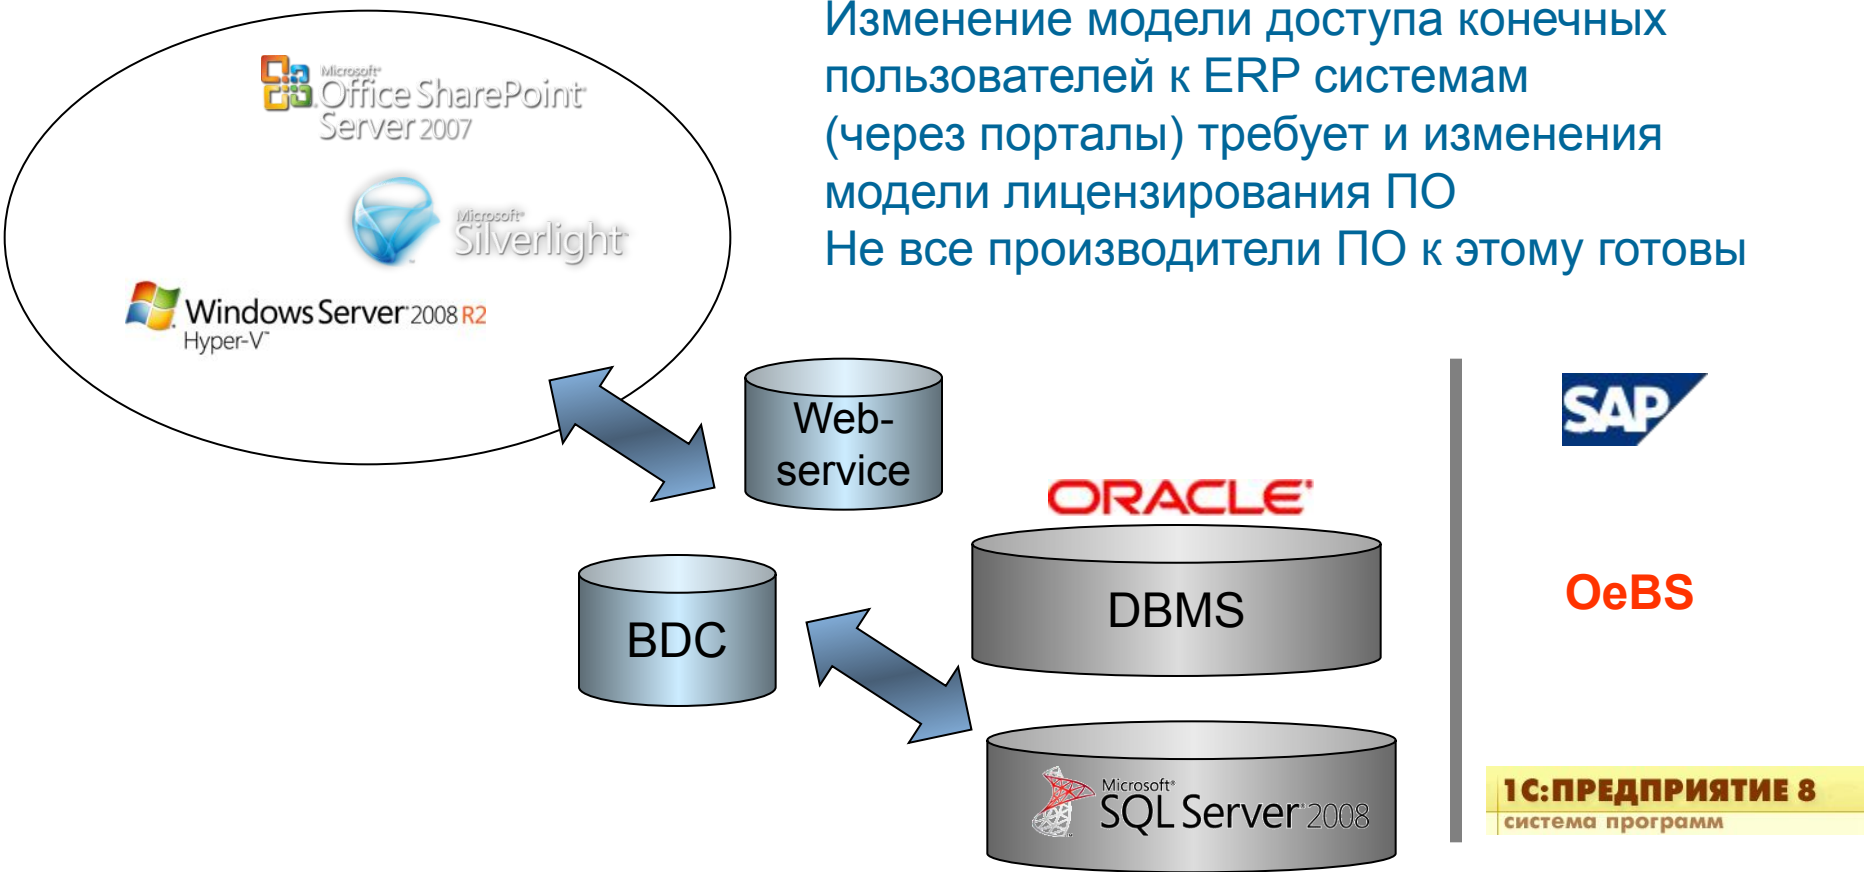 Изменение модели доступа конечных
пользователей к ERP системам
(через порталы) требует и изменения
модели лицензирования ПО
Не все производители ПО к этому готовы
Microsoft®
Office SharePoint®
Server 2007
Microsoft®
Silverlight™
Windows Server® 2008 R2
Hyper-V™
Web-
service
BDC
ORACLE®
DBMS
Microsoft®
SQL Server® 2008
SAP
OeBS
1С:ПРЕДПРИЯТИЕ 8
система программ